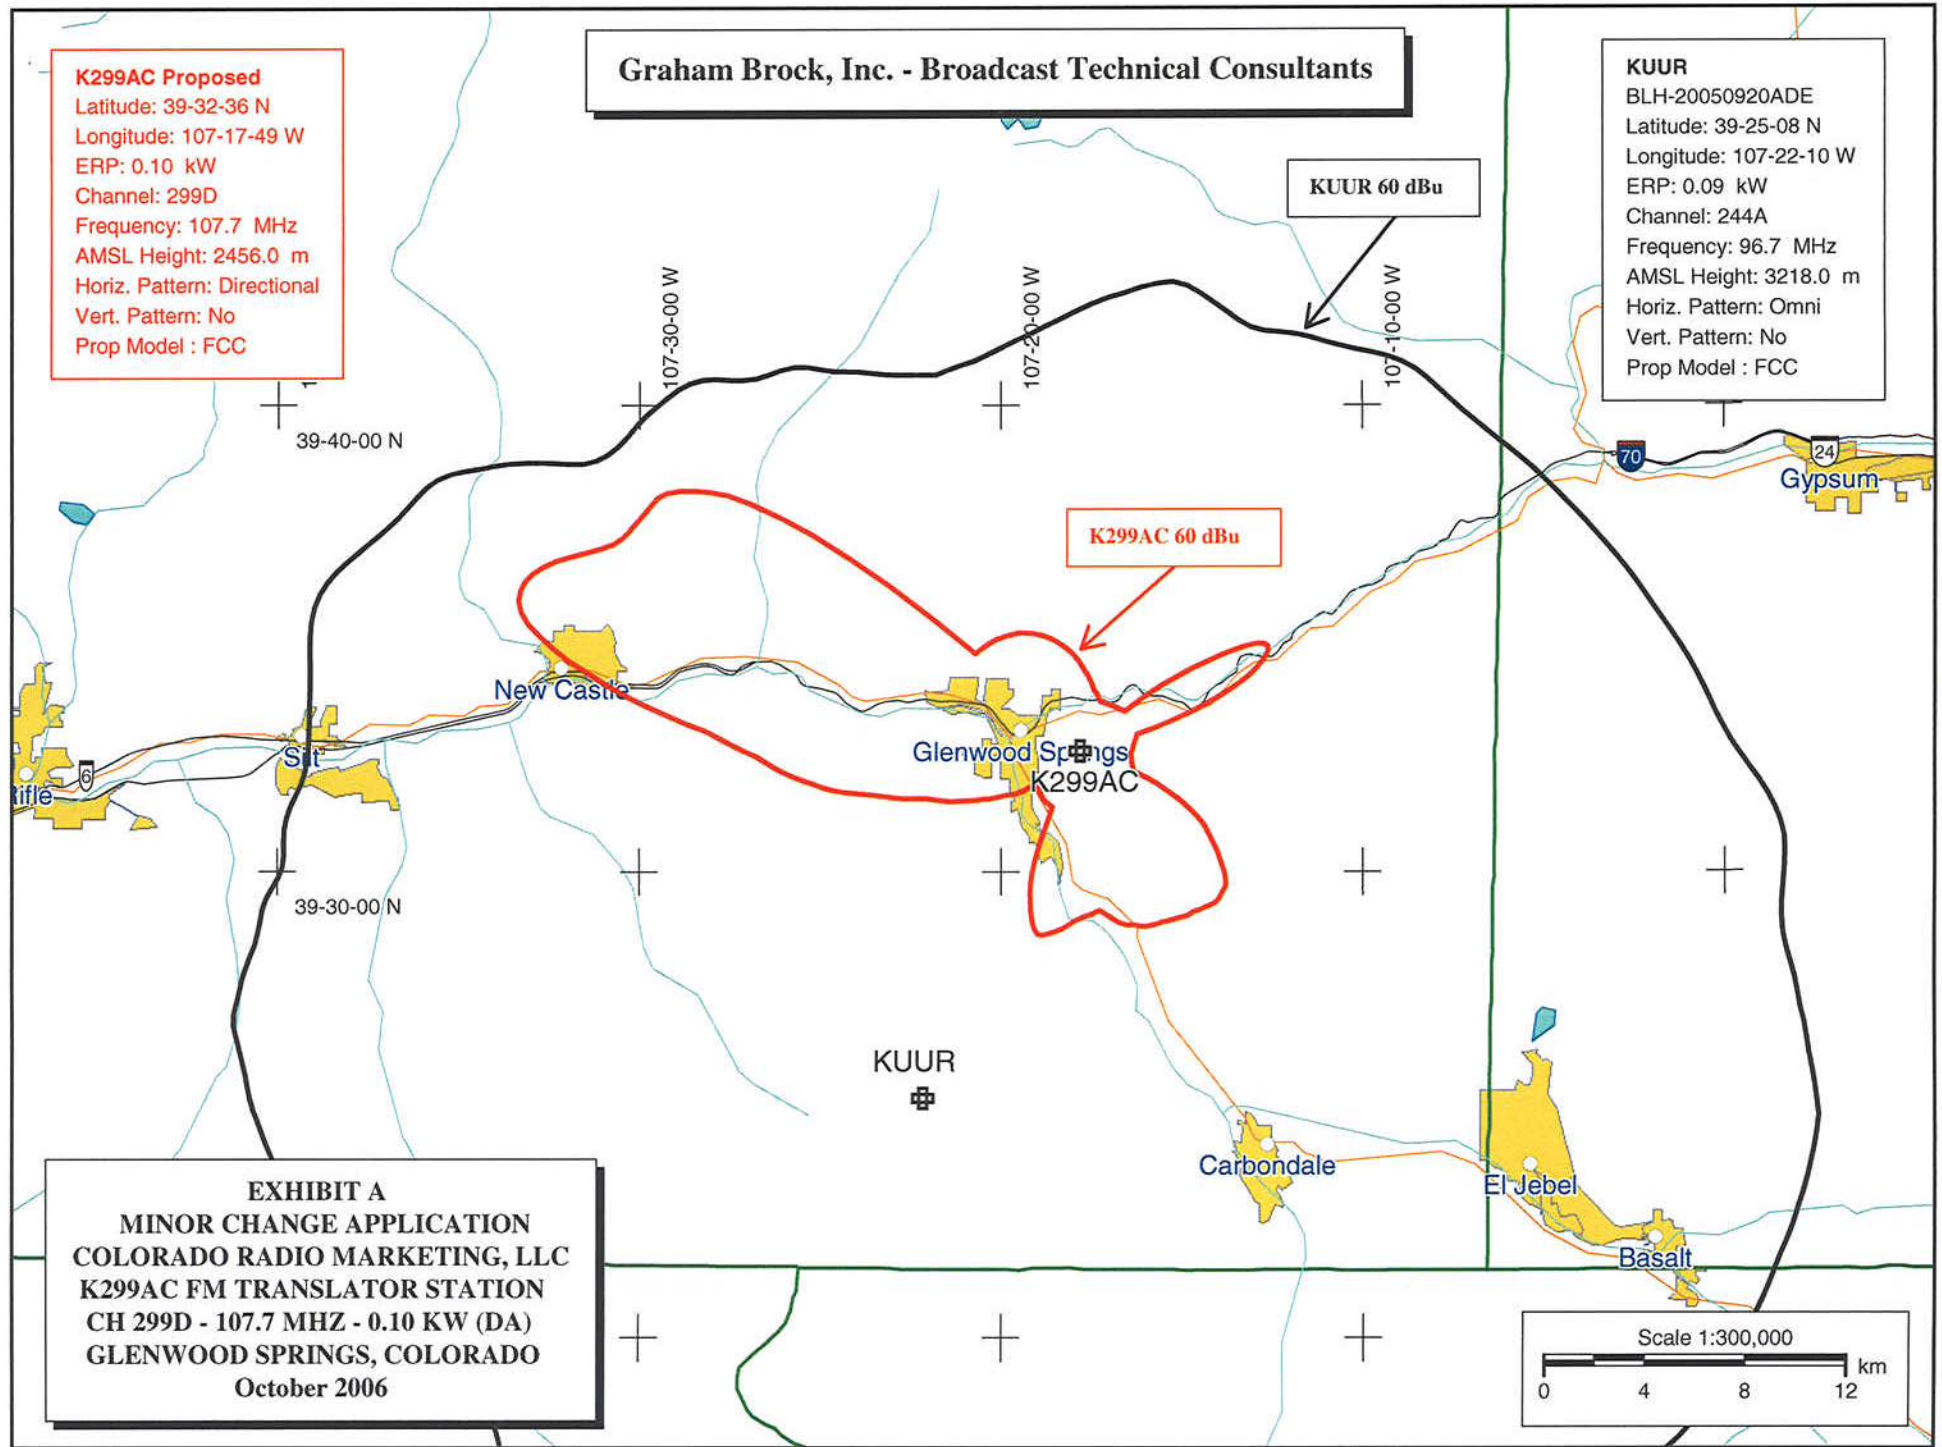 Graham Brock, Inc. - Broadcast Technical Consultants
K299AC Proposed
Latitude: 39-32-36 N
Longitude: 107-17-49 W
ERP: 0.10 kW
Channel: 299D
Frequency: 107.7 MHz
AMSL Height: 2456.0 m
Horiz. Pattern: Directional
Vert. Pattern: No
Prop Model : FCC
KUUR
BLH-20050920ADE
Latitude: 39-25-08 N
Longitude: 107-22-10 W
ERP: 0.09 kW
Channel: 244A
Frequency: 96.7 MHz
AMSL Height: 3218.0 m
Horiz. Pattern: Omni
Vert. Pattern: No
Prop Model : FCC
KUUR 60 dBu
107-30-00 W
107-20-00 W
107-10-00 W
39-40-00 N
70
24
Gypsum
K299AC 60 dBu
New Castle
Silt
6
Glenwood Springs
K299AC
39-30-00 N
KUUR
Carbondale
El Jebel
Basalt
EXHIBIT A
MINOR CHANGE APPLICATION
COLORADO RADIO MARKETING, LLC
K299AC FM TRANSLATOR STATION
CH 299D - 107.7 MHZ - 0.10 KW (DA)
GLENWOOD SPRINGS, COLORADO
October 2006
Scale 1:300,000
km
0 4 8 12